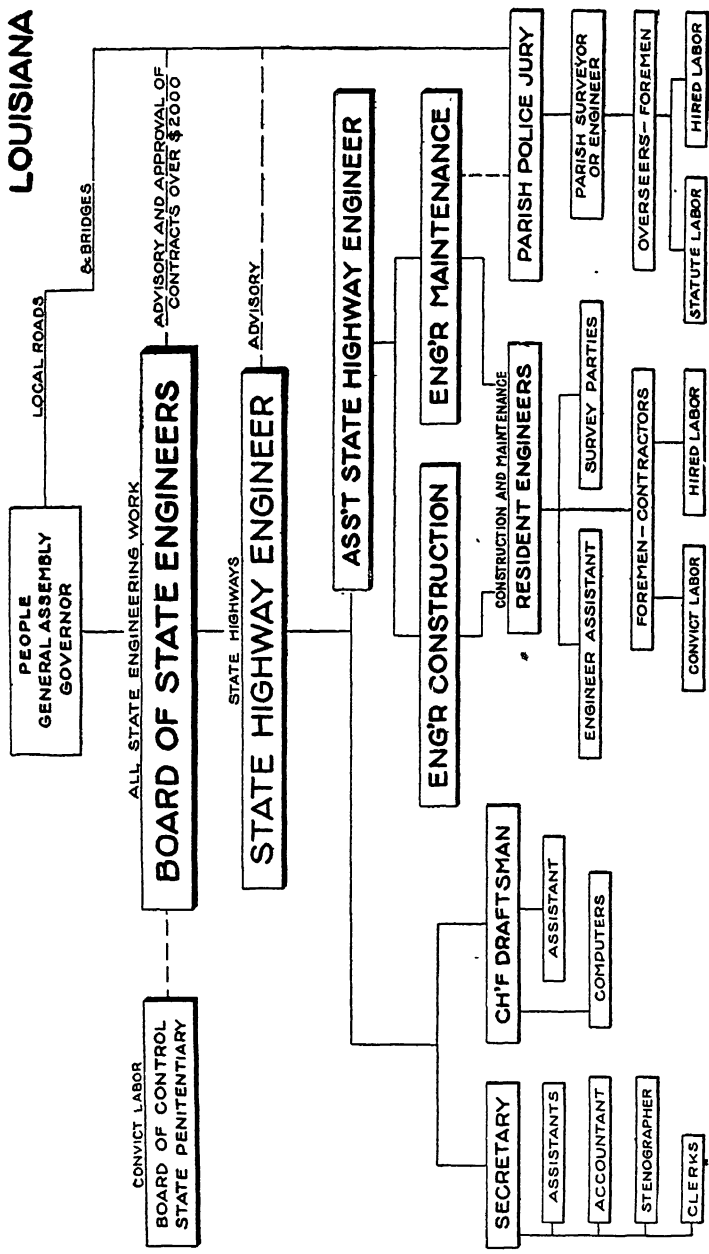 LOUISIANA
PEOPLE
GENERAL ASSEMBLY
GOVERNOR
LOCAL ROADS
& BRIDGES
CONVICT LABOR
BOARD OF CONTROL
STATE PENITENTIARY
ALL STATE ENGINEERING WORK
BOARD OF STATE ENGINEERS
ADVISORY AND APPROVAL OF
CONTRACTS OVER $2000
STATE HIGHWAYS
STATE HIGHWAY ENGINEER
ADVISORY
ASS'T STATE HIGHWAY ENGINEER
ENG'R CONSTRUCTION
ENG'R MAINTENANCE
SECRETARY
ASSISTANTS
ACCOUNTANT
STENOGRAPHER
CLERKS
CH'F DRAFTSMAN
ASSISTANT
COMPUTERS
CONSTRUCTION AND MAINTENANCE
RESIDENT ENGINEERS
ENGINEER ASSISTANT
SURVEY PARTIES
FOREMEN-CONTRACTORS
CONVICT LABOR
HIRED LABOR
PARISH POLICE JURY
PARISH SURVEYOR
OR ENGINEER
OVERSEERS-FOREMEN
STATUTE LABOR
HIRED LABOR